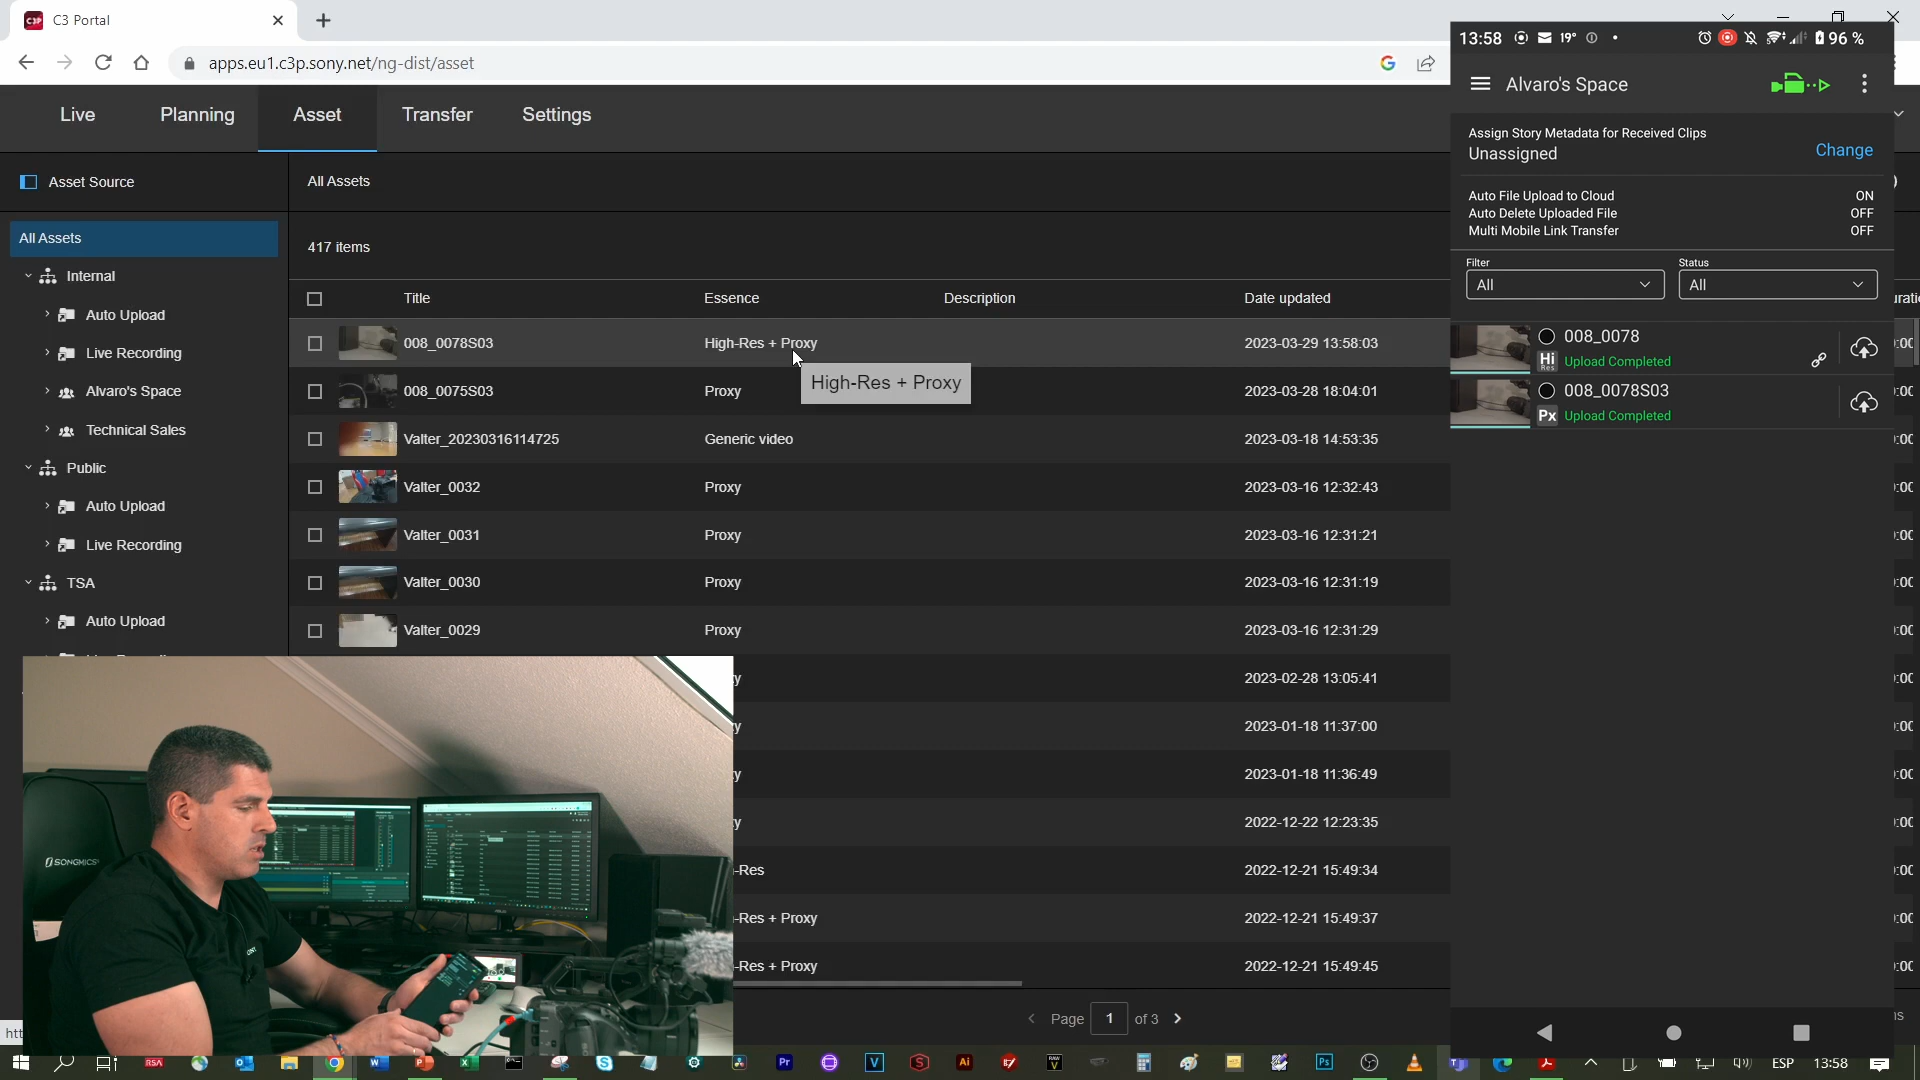 C3P C3 Portal
apps.eu1.c3p.sony.net/ng-dist/asset
Live Planning Asset Transfer Settings
Asset Source
All Assets
All Assets
Internal
Auto Upload
Live Recording
Alvaro's Space
Technical Sales
Public
Auto Upload
Live Recording
TSA
Auto Upload
417 items
Title Essence Description Date updated
008_0078S03 High-Res + Proxy 2023-03-29 13:58:03
High-Res + Proxy
008_0075S03 Proxy 2023-03-28 18:04:01
Valter_20230316114725 Generic video 2023-03-18 14:53:35
Valter_0032 Proxy 2023-03-16 12:32:43
Valter_0031 Proxy 2023-03-16 12:31:21
Valter_0030 Proxy 2023-03-16 12:31:19
Valter_0029 Proxy 2023-03-16 12:31:29
2023-02-28 13:05:41
2023-01-18 11:37:00
2023-01-18 11:36:49
2022-12-22 12:23:35
-Res 2022-12-21 15:49:34
-Res + Proxy 2022-12-21 15:49:37
-Res + Proxy 2022-12-21 15:49:45
Page 1 of 3
13:58 19° 96 %
Alvaro's Space
Assign Story Metadata for Received Clips
Unassigned Change
Auto File Upload to Cloud ON
Auto Delete Uploaded File OFF
Multi Mobile Link Transfer OFF
Filter Status
All All
008_0078
Hi Res Upload Completed
008_0078S03
Px Upload Completed
SONGMICS
RSA Pr V S Ai RAW V Ps ESP 13:58